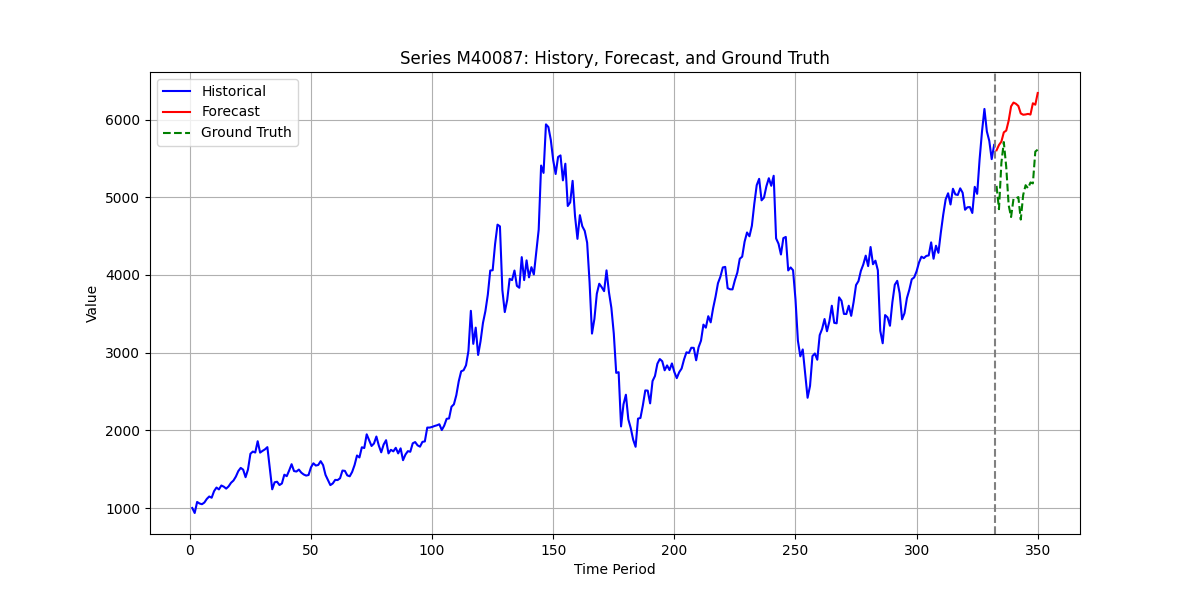 Series M40087: History, Forecast, and Ground Truth
Historical
Forecast
Ground Truth
Value
6000
5000
4000
3000
2000
1000
0
50
100
150
200
250
300
350
Time Period